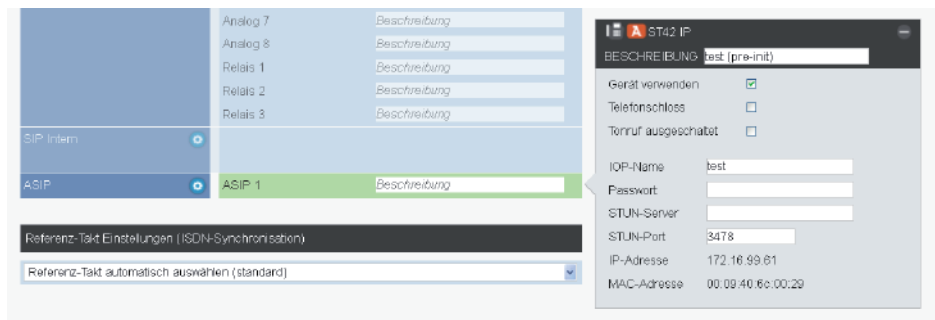 Analog 7 Beschreibung
Analog 8 Beschreibung
Relais 1 Beschreibung
Relais 2 Beschreibung
Relais 3 Beschreibung
SIP Intern
ASIP ASIP 1 Beschreibung
Referenz-Takt Einstellungen (ISDN-Synchronisation)
Referenz-Takt automatisch auswählen (standard)
A ST42 IP
BESCHREIBUNG test (pre-init)
Gerät verwenden
Telefonschloss
Tonruf ausgeschaltet
IOP-Name test
Passwort
STUN-Server
STUN-Port 3478
IP-Adresse 172.16.99.61
MAC-Adresse 00:09:40:6c:00:29